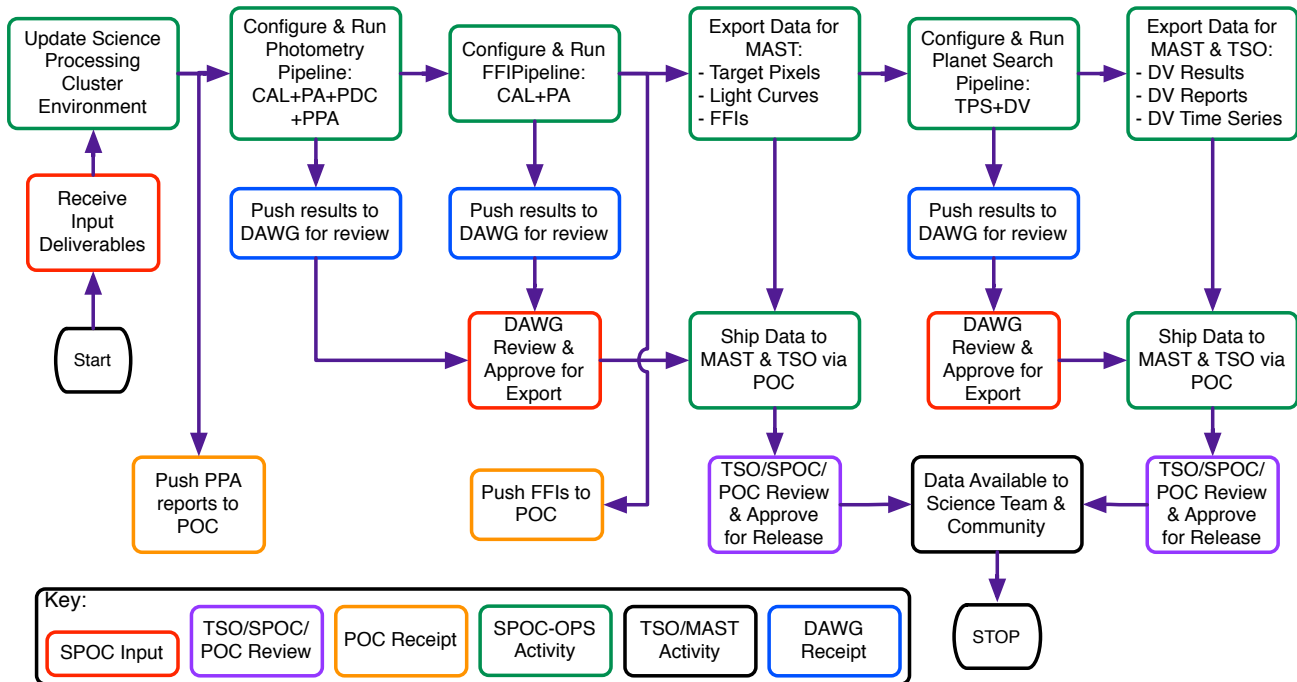 Update Science
Processing
Cluster
Environment
Configure & Run
Photometry
Pipeline:
CAL+PA+PDC
+PPA
Configure & Run
FFIPipeline:
CAL+PA
Export Data for
MAST:
- Target Pixels
- Light Curves
- FFIs
Configure & Run
Planet Search
Pipeline:
TPS+DV
Export Data for
MAST & TSO:
- DV Results
- DV Reports
- DV Time Series
Receive
Input
Deliverables
Push results to
DAWG for review
Push results to
DAWG for review
Push results to
DAWG for review
Start
DAWG
Review &
Approve for
Export
Ship Data to
MAST & TSO via
POC
DAWG
Review &
Approve for
Export
Ship Data to
MAST & TSO via
POC
Push PPA
reports to
POC
Push FFIs to
POC
TSO/SPOC/
POC Review
& Approve
for Release
Data Available to
Science Team &
Community
TSO/SPOC/
POC Review
& Approve
for Release
STOP
Key:
SPOC Input
TSO/SPOC/
POC Review
POC Receipt
SPOC-OPS
Activity
TSO/MAST
Activity
DAWG
Receipt